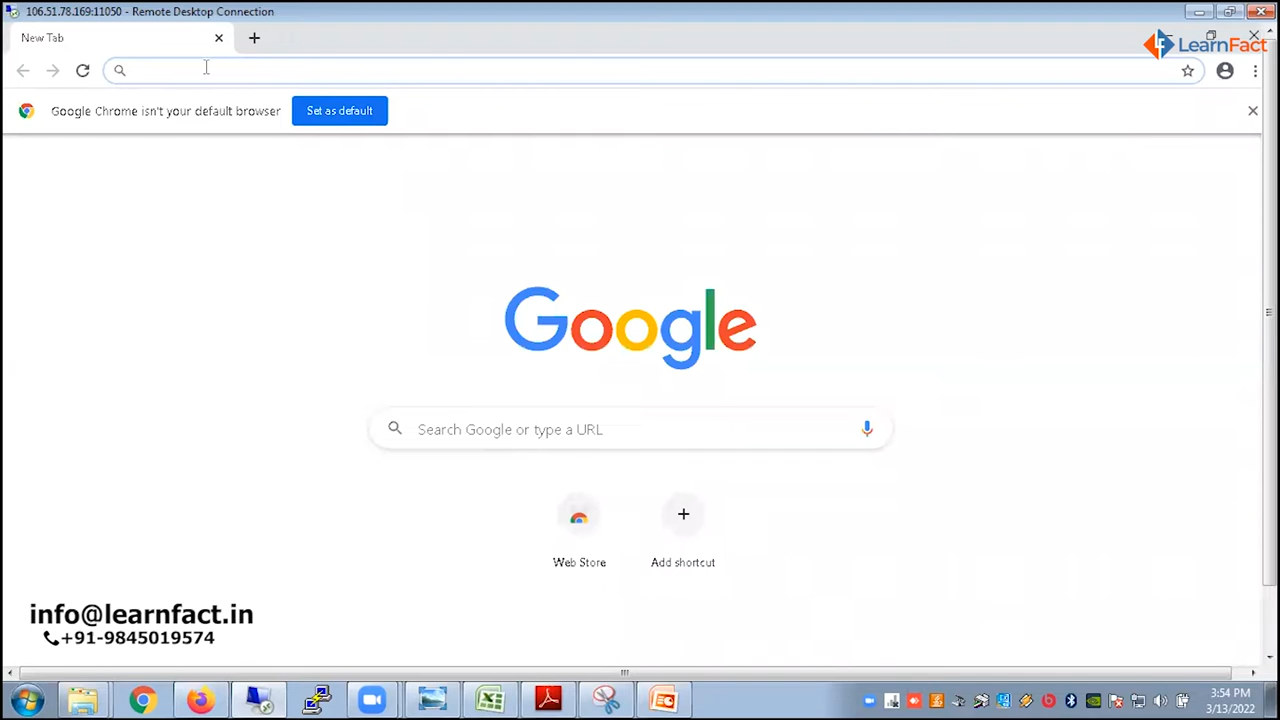 106.51.78.169:11050 - Remote Desktop Connection
New Tab
LearnFact
Google Chrome isn't your default browser
Set as default
Google
Search Google or type a URL
Web Store
Add shortcut
info@learnfact.in
+91-9845019574
3:54 PM
3/13/2022